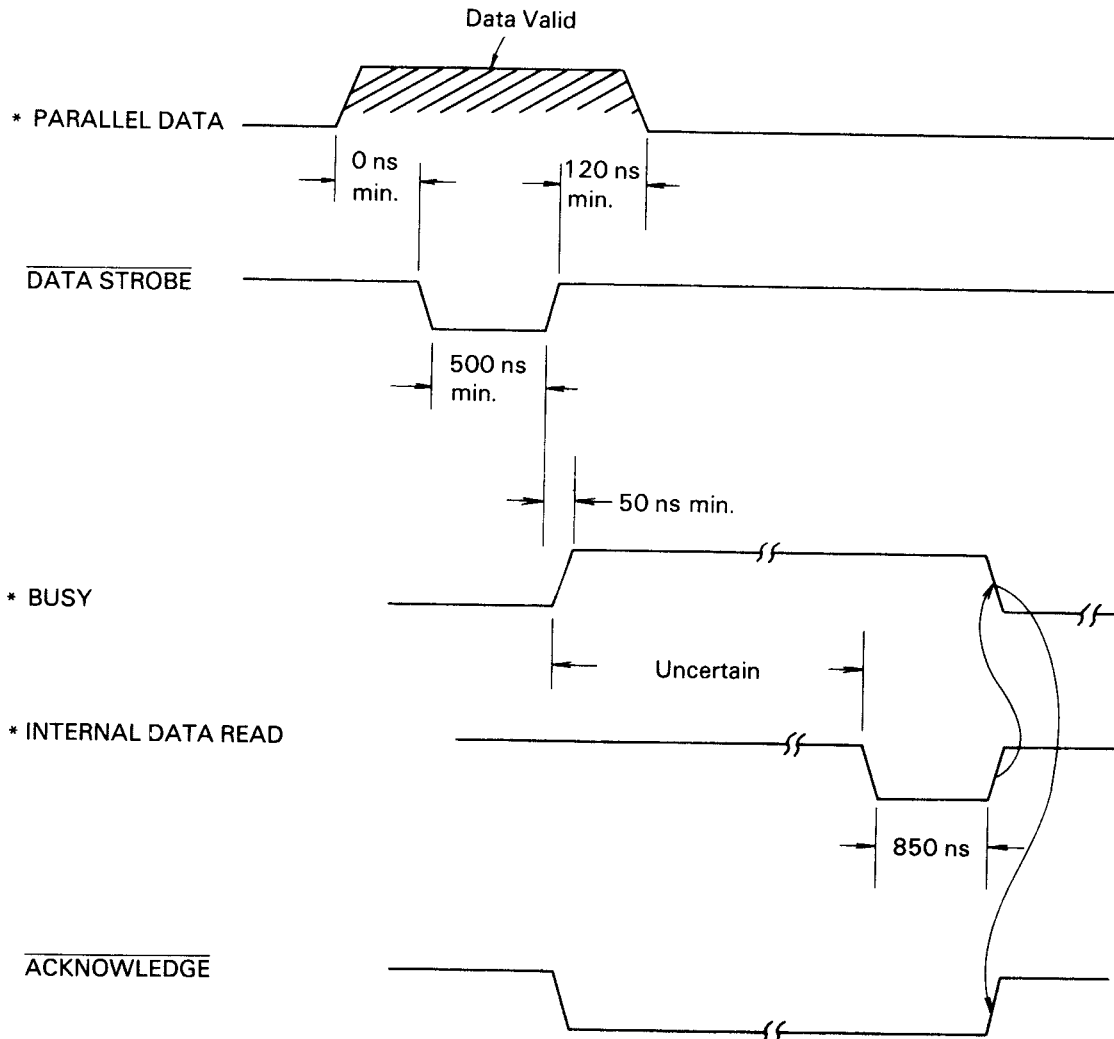 Data Valid
* PARALLEL DATA
0 ns
min.
120 ns
min.
DATA STROBE
500 ns
min.
50 ns min.
* BUSY
Uncertain
* INTERNAL DATA READ
850 ns
ACKNOWLEDGE